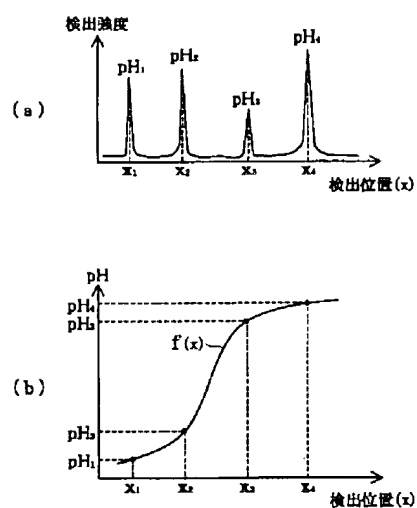 (a)
検出強度
pH₁
pH₂
pH₃
pH₄
X₁
X₂
X₃
X₄
検出位置(x)
(b)
pH
pH₄
pH₃
f(x)
pH₃
pH₁
X₁
X₂
X₃
X₄
検出位置(x)